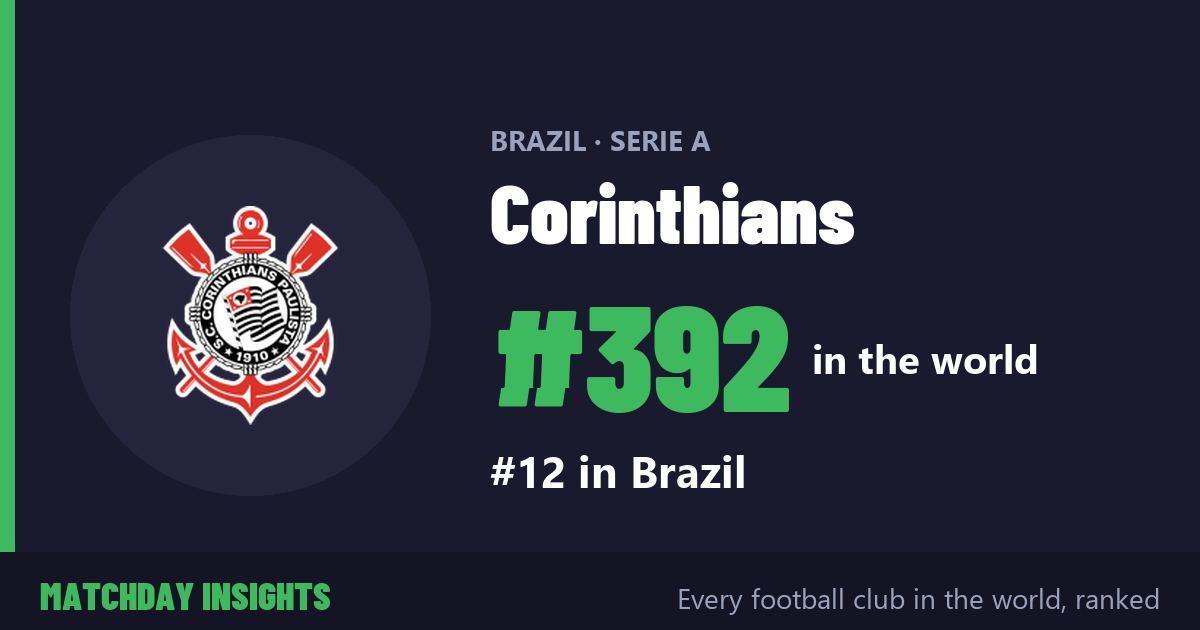 BRAZIL · SERIE A
Corinthians
S.C. CORINTHIANS PAULISTA
1910
#392 in the world
#12 in Brazil
MATCHDAY INSIGHTS
Every football club in the world, ranked